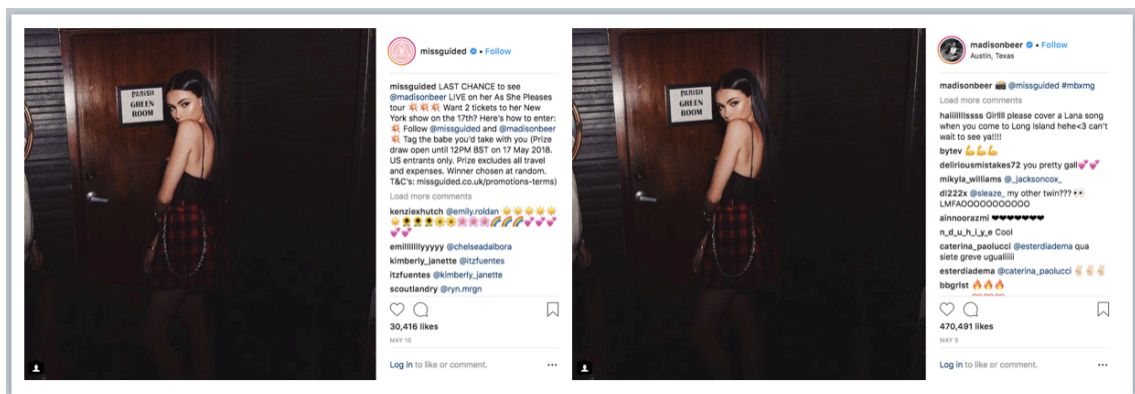 PARISH
GREEN
ROOM
missguided • Follow
missguided LAST CHANCE to see
@madisonbeer LIVE on her As She Pleases
tour 💥 💥 💥 Want 2 tickets to her New
York show on the 17th? Here's how to enter:
💥 Follow @missguided and @madisonbeer
💥 Tag the babe you'd take with you (Prize
draw open until 12PM BST on 17 May 2018.
US entrants only. Prize excludes all travel
and expenses. Winner chosen at random.
T&C's: missguided.co.uk/promotions-terms)
Load more comments
kenziexhutch @emily.roldan
emillllllyyyyy @chelseadalbora
kimberly_janette @itzfuentes
itzfuentes @kimberly_janette
scoutlandry @ryn.mrgn
30,416 likes
MAY 15
Log in to like or comment.
PARISH
GREEN
ROOM
madisonbeer • Follow
Austin, Texas
madisonbeer 📸 @missguided #mbxmg
Load more comments
haiiilllissss Girllll please cover a Lana song
when you come to Long Island hehe<3 can't
wait to see ya!!!!
bytev 💪💪💪
deliriousmistakes72 you pretty gall💕💕
mikyla_williams @_jacksoncox_
dl222x @sleaze_ my other twin??? 👀
LMFAOOOOOOOOOOO
ainnoorazmi ❤❤❤❤❤❤❤
n_d_u_h_i_y_e Cool
caterina_paolucci @esterdiadema qua
siete greve ugualiiiii
esterdiadema @caterina_paolucci ✌🏻✌🏻✌🏻
bbgrlst 🔥🔥🔥
470,491 likes
MAY 5
Log in to like or comment.